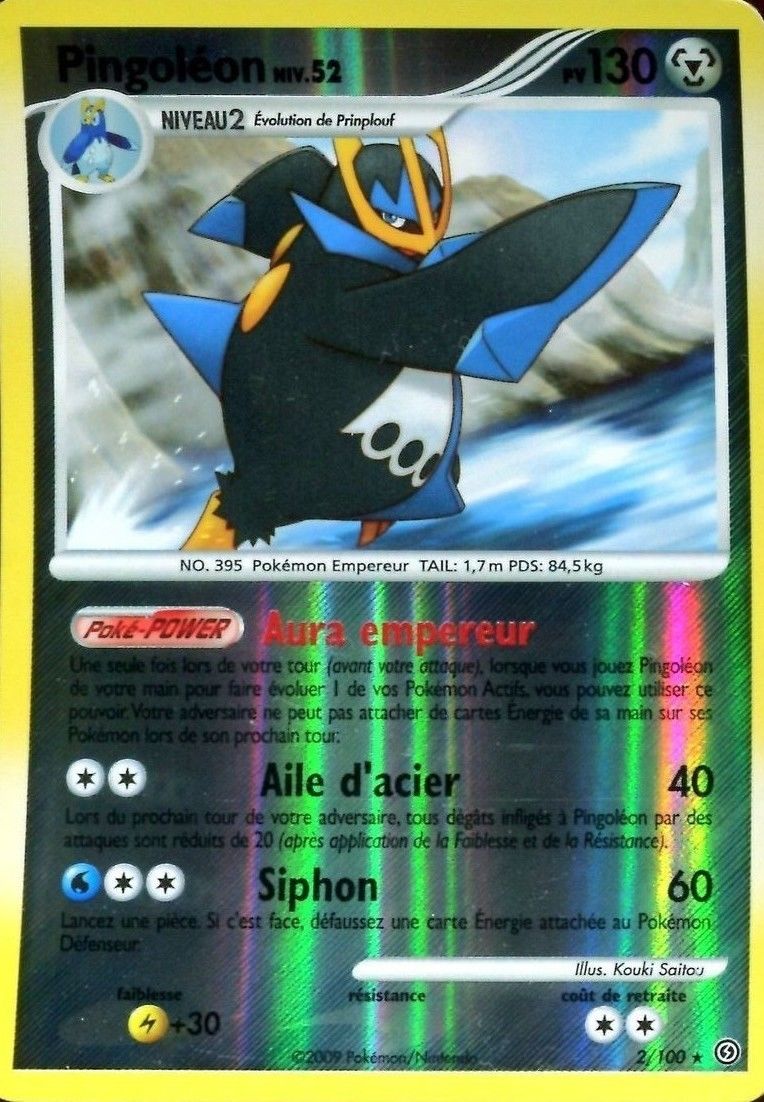 Pingoléon NIV.52 PV 130
NIVEAU2 Évolution de Prinplouf
NO. 395 Pokémon Empereur TAIL: 1,7 m PDS: 84,5 kg
Poké-POWER Aura empereur
Une seule fois lors de votre tour (avant votre attaque), lorsque vous jouez Pingoléon
de votre main pour faire évoluer 1 de vos Pokémon Actifs, vous pouvez utiliser ce
pouvoir. Votre adversaire ne peut pas attacher de cartes Énergie de sa main sur ses
Pokémon lors de son prochain tour.
Aile d'acier 40
Lors du prochain tour de votre adversaire, tous dégâts infligés à Pingoléon par des
attaques sont réduits de 20 (après application de la Faiblesse et de la Résistance).
Siphon 60
Lancez une pièce. Si c'est face, défaussez une carte Énergie attachée au Pokémon
Défenseur.
Illus. Kouki Saitou
faiblesse résistance coût de retraite
+30
©2009 Pokémon/Nintendo 2/100 ★